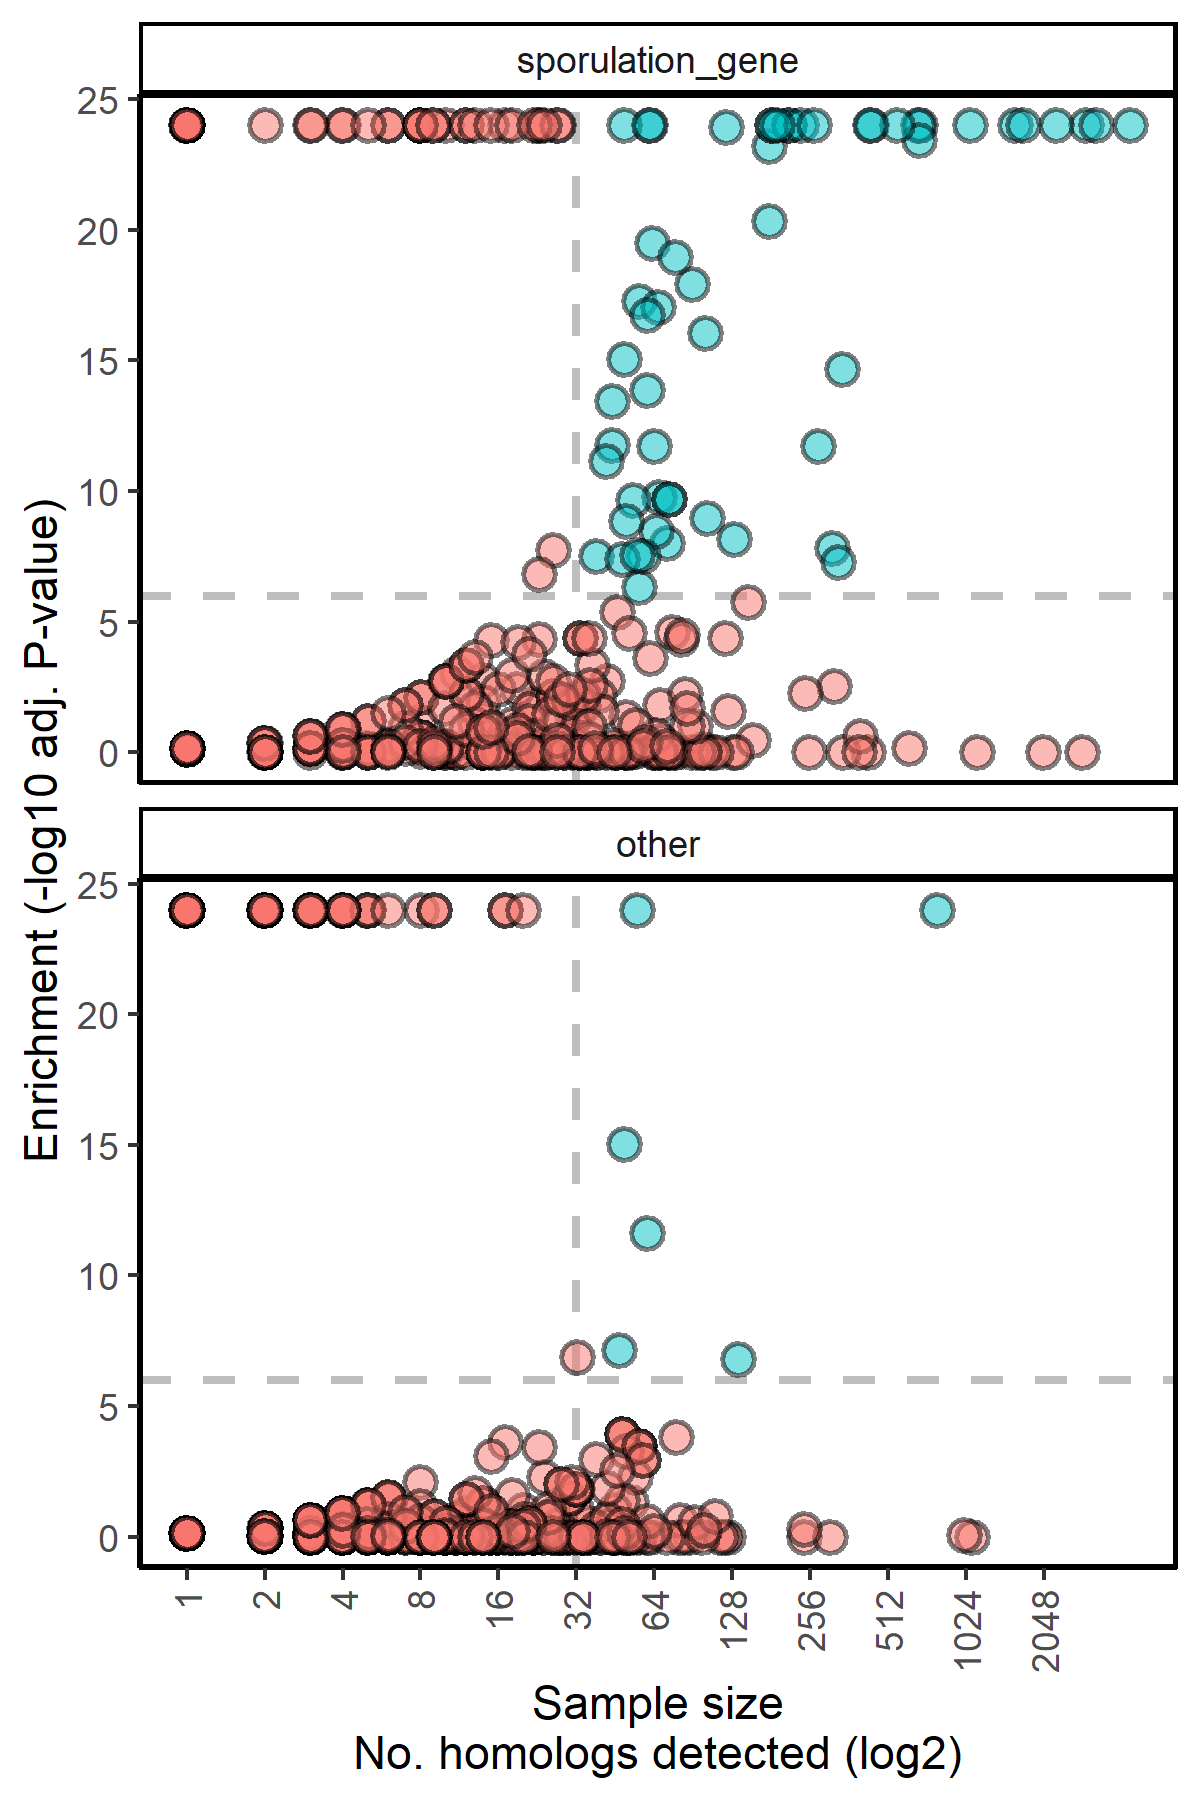 sporulation_gene
25
20
15
10
5
0
other
25
20
15
10
5
0
Enrichment (-log10 adj. P-value)
1 2 4 8 16 32 64 128 256 512 1024 2048
Sample size
No. homologs detected (log2)